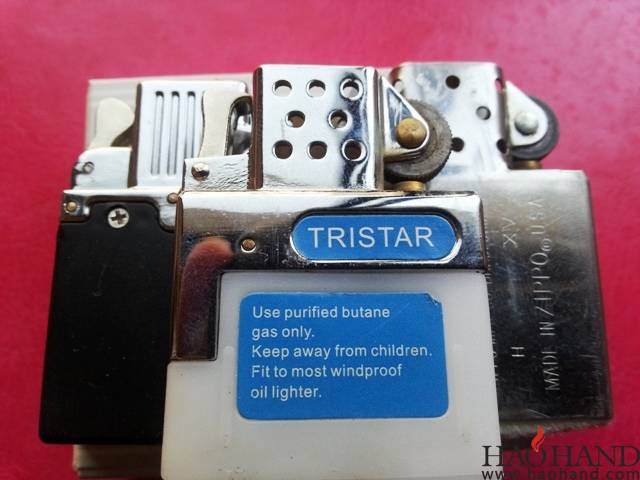 TRISTAR
Use purified butane
gas only.
Keep away from children.
Fit to most windproof
oil lighter.
XIV
MADE IN ZIPPO USA
H
HAOHAND
www.haohand.com